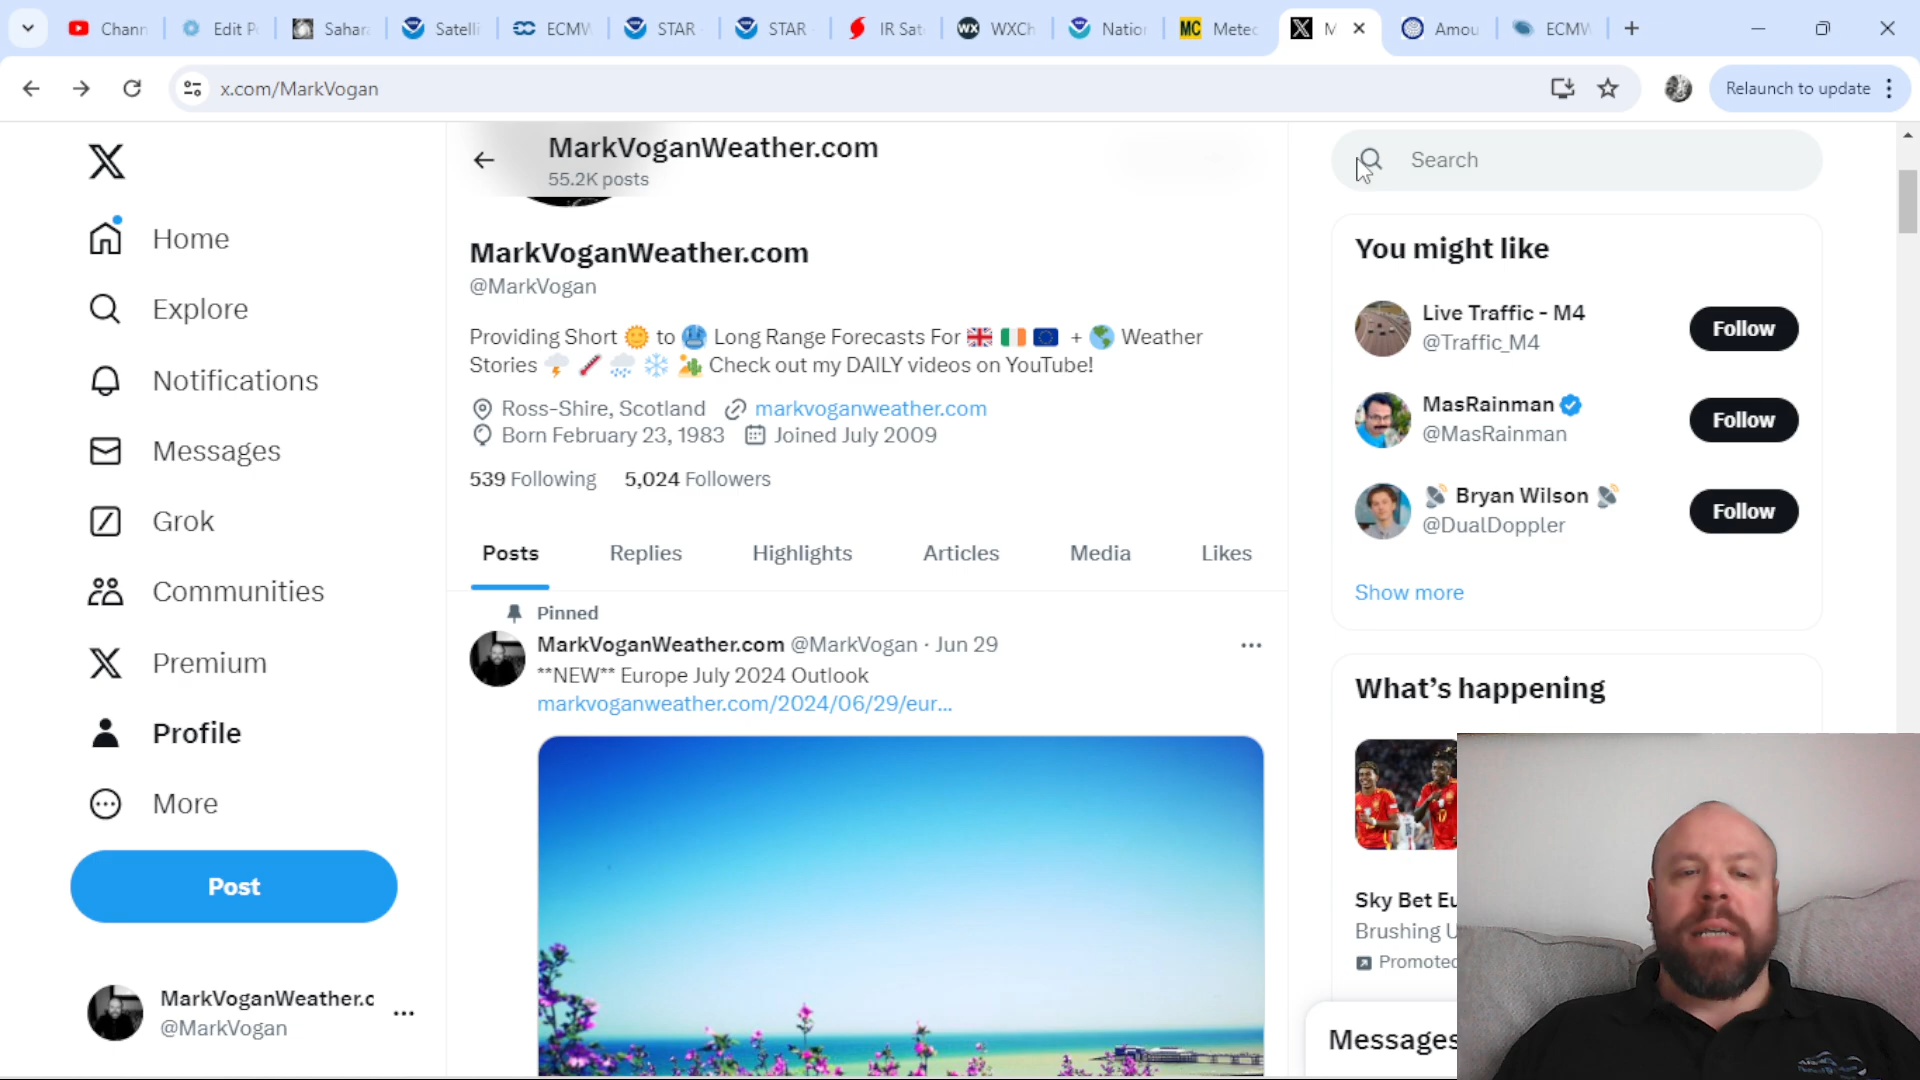 Chann
Edit P
Sahar
Satelli
ECMW
STAR
STAR
IR Sat
WXCh
Natio
Metec
M
Amou
ECMW
x.com/MarkVogan
Relaunch to update
MarkVoganWeather.com
55.2K posts
Search
Home
Explore
Notifications
Messages
Grok
Communities
Premium
Profile
More
Post
MarkVoganWeather.c
@MarkVogan
MarkVoganWeather.com
@MarkVogan
Providing Short 🌞 to 🥶 Long Range Forecasts For 🇬🇧 🇮🇪 🇪🇺 + 🌎 Weather
Stories ⛈️ 🌡️ 🌧️ ❄️ 🏜️ Check out my DAILY videos on YouTube!
Ross-Shire, Scotland markvoganweather.com
Born February 23, 1983 Joined July 2009
539 Following 5,024 Followers
Posts Replies Highlights Articles Media Likes
Pinned
MarkVoganWeather.com @MarkVogan · Jun 29
**NEW** Europe July 2024 Outlook
markvoganweather.com/2024/06/29/eur...
You might like
Live Traffic - M4
@Traffic_M4
Follow
MasRainman
@MasRainman
Follow
Bryan Wilson
@DualDoppler
Follow
Show more
What's happening
Sky Bet Eu
Brushing U
Promoted
Messages